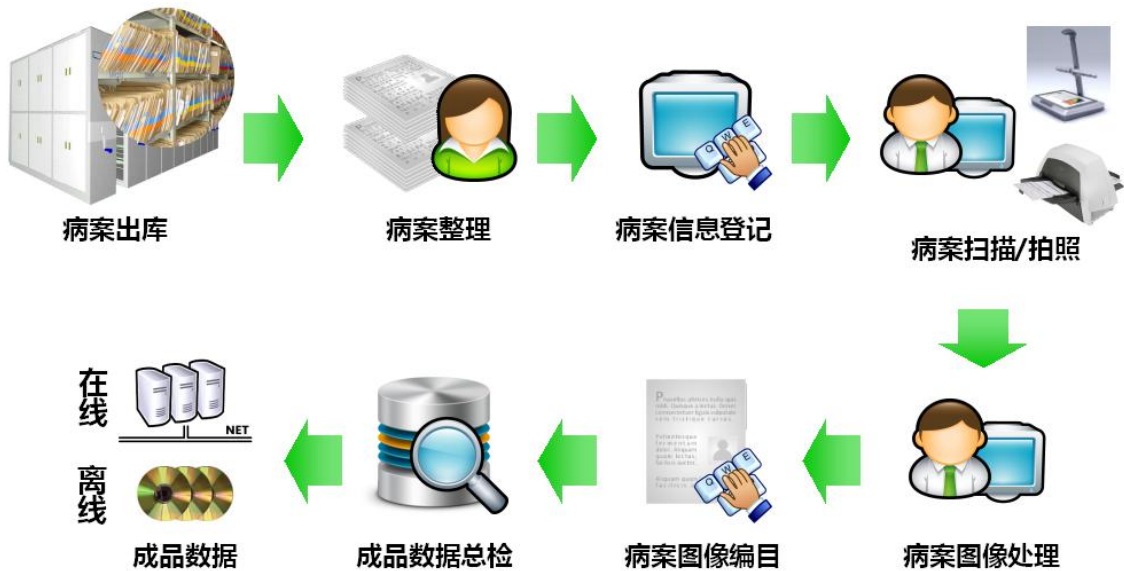 病案出库
病案整理
病案信息登记
病案扫描/拍照
Q W E
在线
NET
离线
Q W E
成品数据
成品数据总检
病案图像编目
病案图像处理